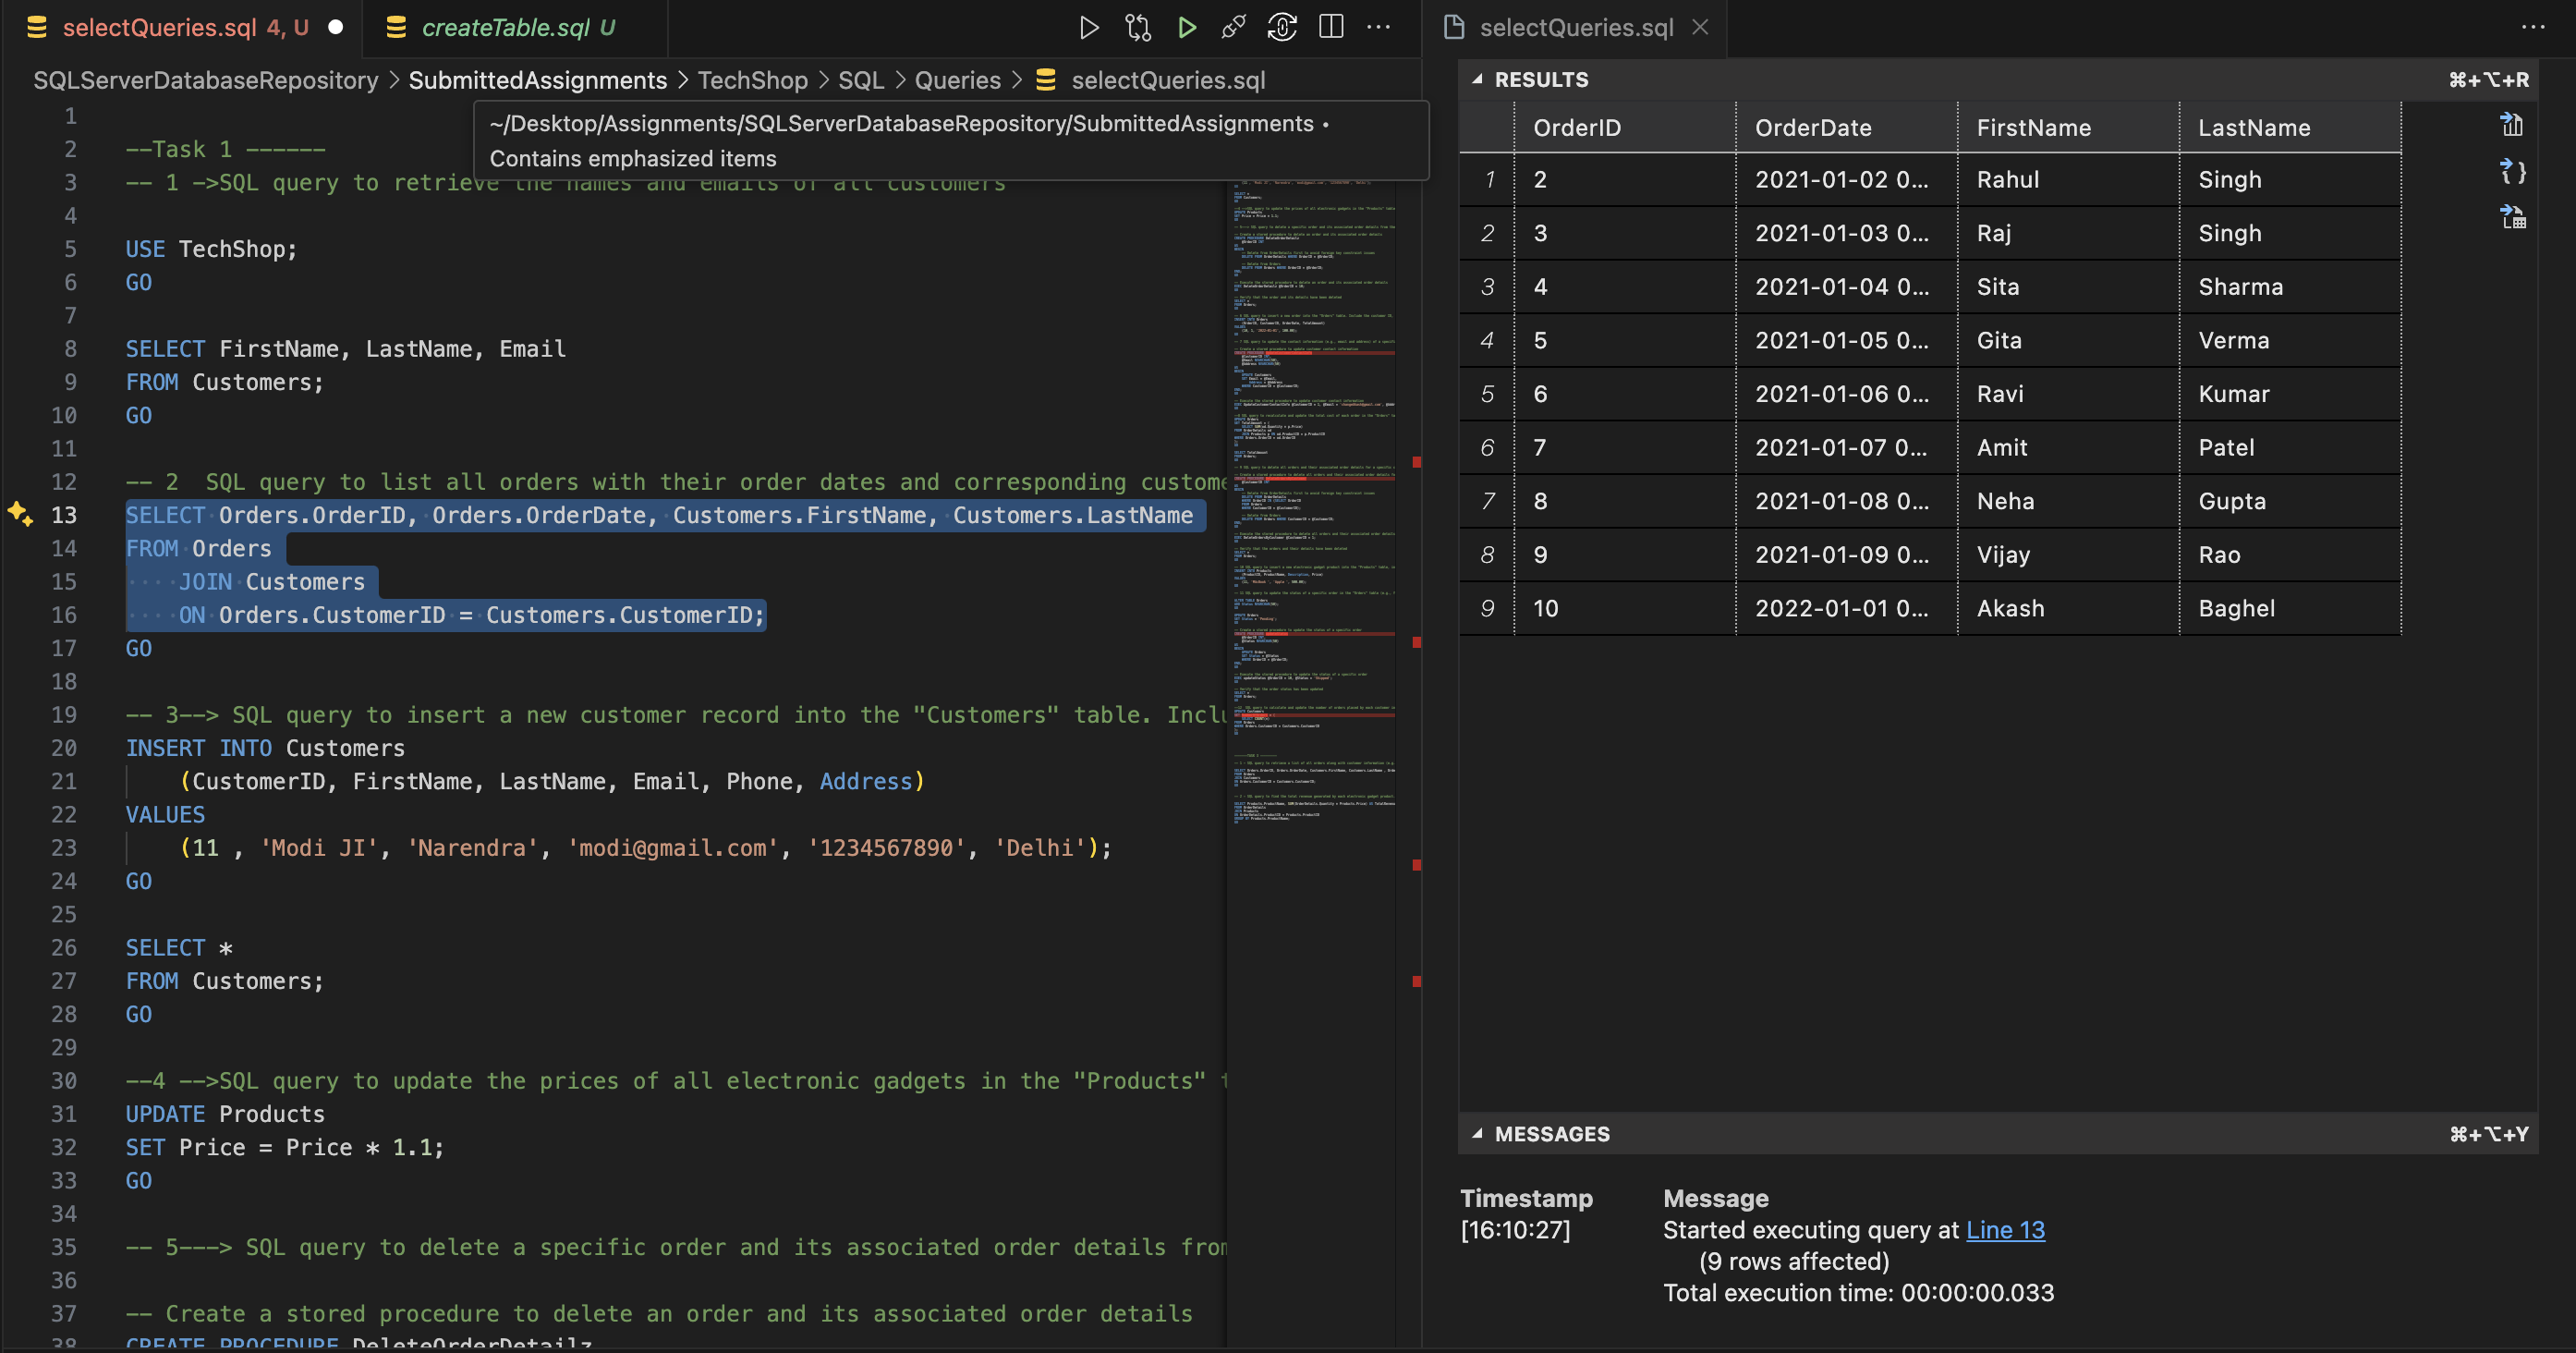 selectQueries.sql 4, U
createTable.sql U
selectQueries.sql
SQLServerDatabaseRepository > SubmittedAssignments > TechShop > SQL > Queries > selectQueries.sql
~/Desktop/Assignments/SQLServerDatabaseRepository/SubmittedAssignments •
Contains emphasized items
1
2 --Task 1 ------
3 -- 1 ->SQL query to retrieve the names and emails of all customers
4
5 USE TechShop;
6 GO
7
8 SELECT FirstName, LastName, Email
9 FROM Customers;
10 GO
11
12 -- 2  SQL query to list all orders with their order dates and corresponding custome
13 SELECT Orders.OrderID, Orders.OrderDate, Customers.FirstName, Customers.LastName
14 FROM Orders
15     JOIN Customers
16     ON Orders.CustomerID = Customers.CustomerID;
17 GO
18
19 -- 3--> SQL query to insert a new customer record into the "Customers" table. Inclu
20 INSERT INTO Customers
21     (CustomerID, FirstName, LastName, Email, Phone, Address)
22 VALUES
23     (11 , 'Modi JI', 'Narendra', 'modi@gmail.com', '1234567890', 'Delhi');
24 GO
25
26 SELECT *
27 FROM Customers;
28 GO
29
30 --4 -->SQL query to update the prices of all electronic gadgets in the "Products" t
31 UPDATE Products
32 SET Price = Price * 1.1;
33 GO
34
35 -- 5---> SQL query to delete a specific order and its associated order details from
36
37 -- Create a stored procedure to delete an order and its associated order details
38 CREATE PROCEDURE DeleteOrderDetailz
RESULTS ⌘+⌥+R
OrderID OrderDate FirstName LastName
1 2 2021-01-02 0... Rahul Singh
2 3 2021-01-03 0... Raj Singh
3 4 2021-01-04 0... Sita Sharma
4 5 2021-01-05 0... Gita Verma
5 6 2021-01-06 0... Ravi Kumar
6 7 2021-01-07 0... Amit Patel
7 8 2021-01-08 0... Neha Gupta
8 9 2021-01-09 0... Vijay Rao
9 10 2022-01-01 0... Akash Baghel
MESSAGES ⌘+⌥+Y
Timestamp Message
[16:10:27] Started executing query at Line 13
(9 rows affected)
Total execution time: 00:00:00.033